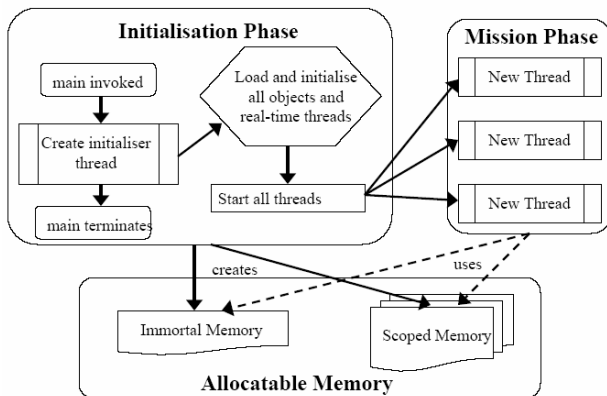 Initialisation Phase
main invoked
Create initialiser
thread
main terminates
Load and initialise
all objects and
real-time threads
Start all threads
Mission Phase
New Thread
New Thread
New Thread
creates
uses
Immortal Memory
Scoped Memory
Allocatable Memory